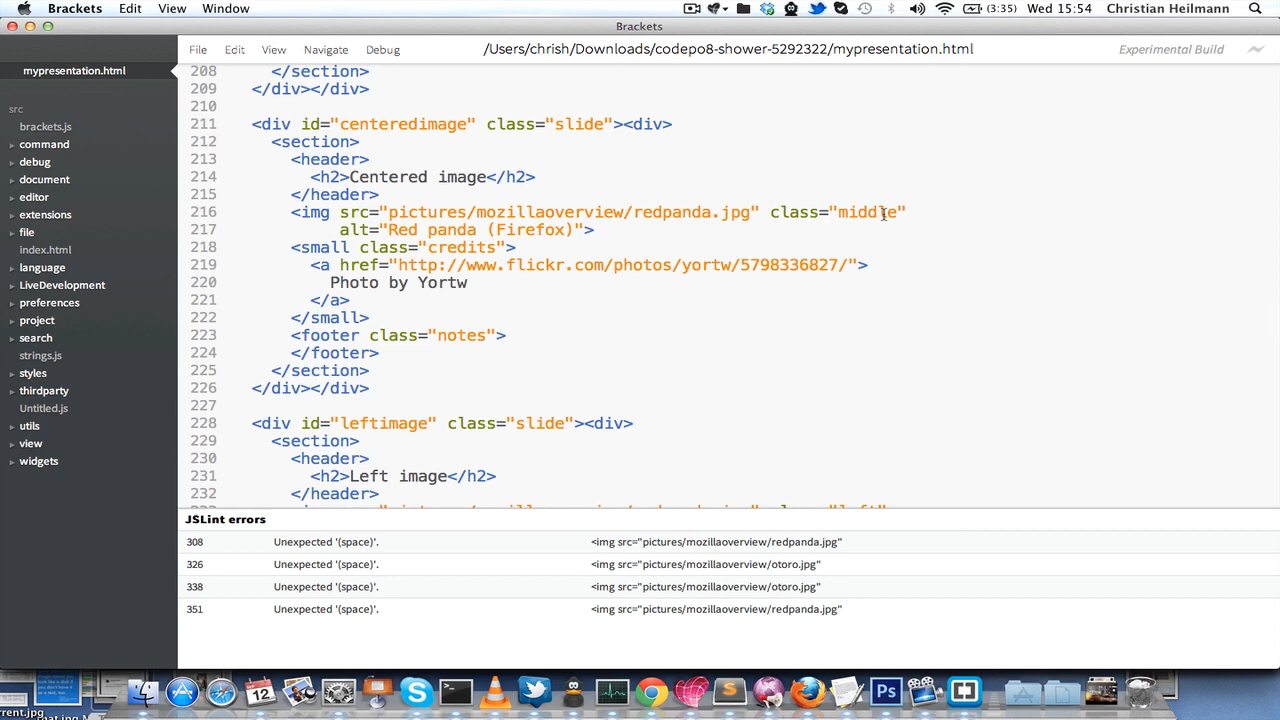 Brackets Edit View Window (3:35) Wed 15:54 Christian Heilmann
Brackets
File Edit View Navigate Debug /Users/chrish/Downloads/codepo8-shower-5292322/mypresentation.html Experimental Build
mypresentation.html
src
brackets.js
command
debug
document
editor
extensions
file
index.html
language
LiveDevelopment
preferences
project
search
strings.js
styles
thirdparty
Untitled.js
utils
view
widgets
208 </section>
209 </div></div>
210
211 <div id="centeredimage" class="slide"><div>
212 <section>
213 <header>
214 <h2>Centered image</h2>
215 </header>
216 <img src="pictures/mozillaoverview/redpanda.jpg" class="middle"
217 alt="Red panda (Firefox)">
218 <small class="credits">
219 <a href="http://www.flickr.com/photos/yortw/5798336827/">
220 Photo by Yortw
221 </a>
222 </small>
223 <footer class="notes">
224 </footer>
225 </section>
226 </div></div>
227
228 <div id="leftimage" class="slide"><div>
229 <section>
230 <header>
231 <h2>Left image</h2>
232 </header>
JSLint errors
308 Unexpected '(space)'. <img src="pictures/mozillaoverview/redpanda.jpg"
326 Unexpected '(space)'. <img src="pictures/mozillaoverview/otoro.jpg"
338 Unexpected '(space)'. <img src="pictures/mozillaoverview/otoro.jpg"
351 Unexpected '(space)'. <img src="pictures/mozillaoverview/redpanda.jpg"
12